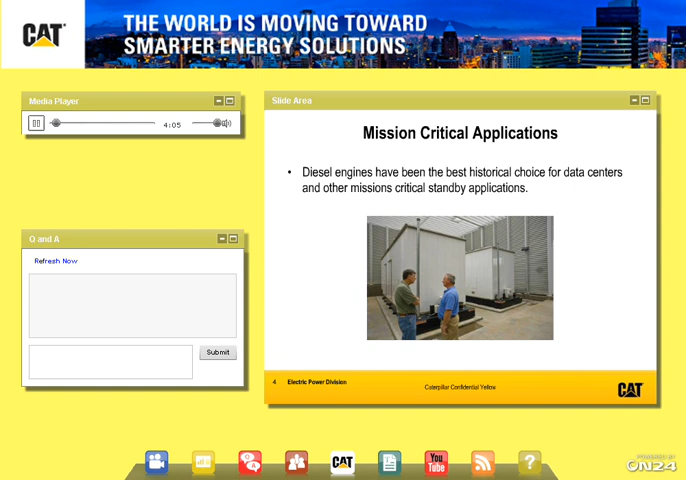 CAT
THE WORLD IS MOVING TOWARD
SMARTER ENERGY SOLUTIONS
Media Player
4:05
Q and A
Refresh Now
Submit
Slide Area
Mission Critical Applications
• Diesel engines have been the best historical choice for data centers
and other missions critical standby applications.
4 Electric Power Division
Caterpillar Confidential Yellow
CAT
Q
A
CAT
You
Tube
?
POWERED BY
ON24